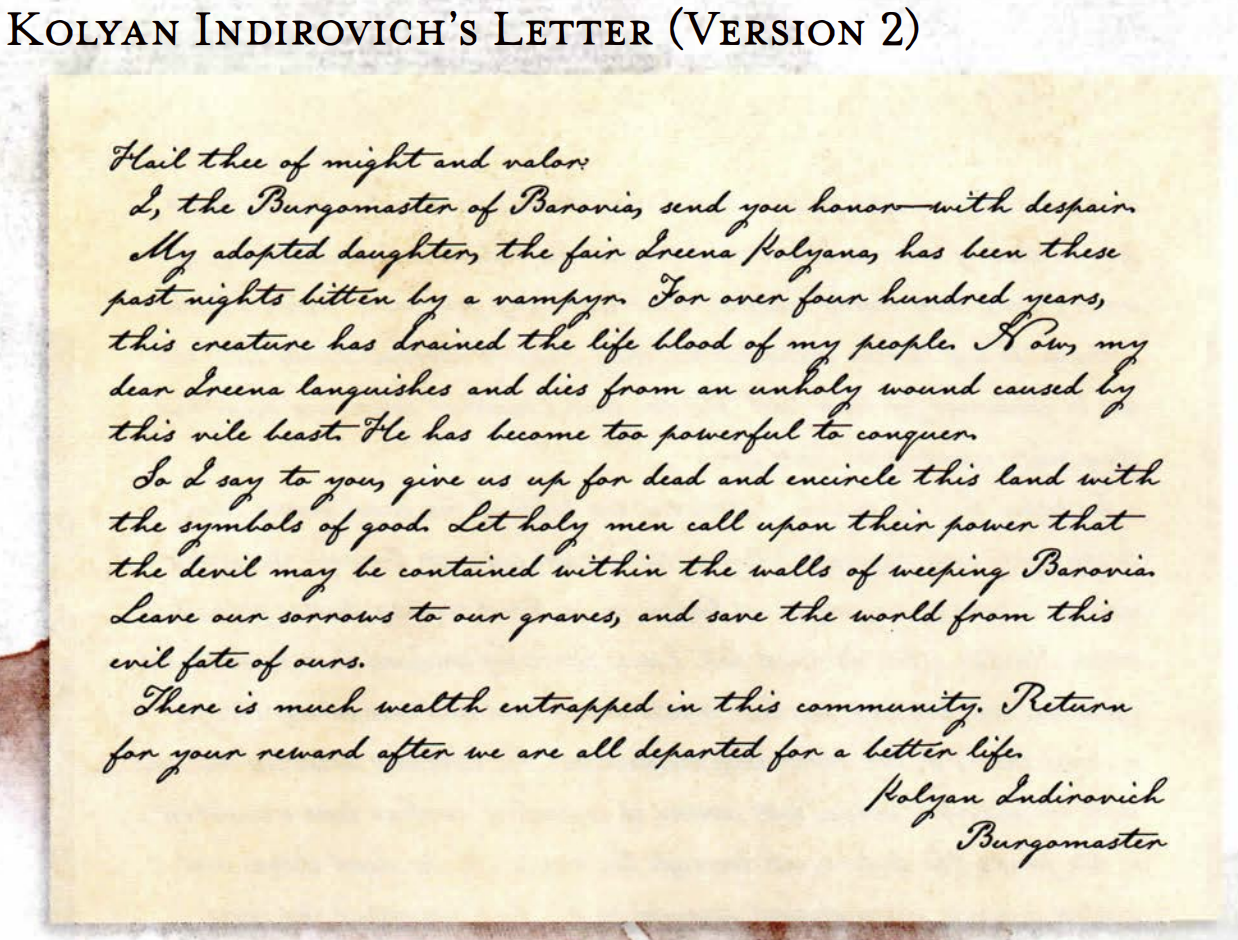 Kolyan Indirovich's Letter (Version 2)
Hail thee of might and valor:
I, the Burgomaster of Barovia, send you honor—with despair.
My adopted daughter, the fair Ireena Kolyana, has been these
past nights bitten by a vampyr. For over four hundred years,
this creature has drained the life blood of my people. Now, my
dear Ireena languishes and dies from an unholy wound caused by
this vile beast. He has become too powerful to conquer.
So I say to you, give us up for dead and encircle this land with
the symbols of good. Let holy men call upon their power that
the devil may be contained within the walls of weeping Barovia.
Leave our sorrows to our graves, and save the world from this
evil fate of ours.
There is much wealth entrapped in this community. Return
for your reward after we are all departed for a better life.
Kolyan Indirovich
Burgomaster